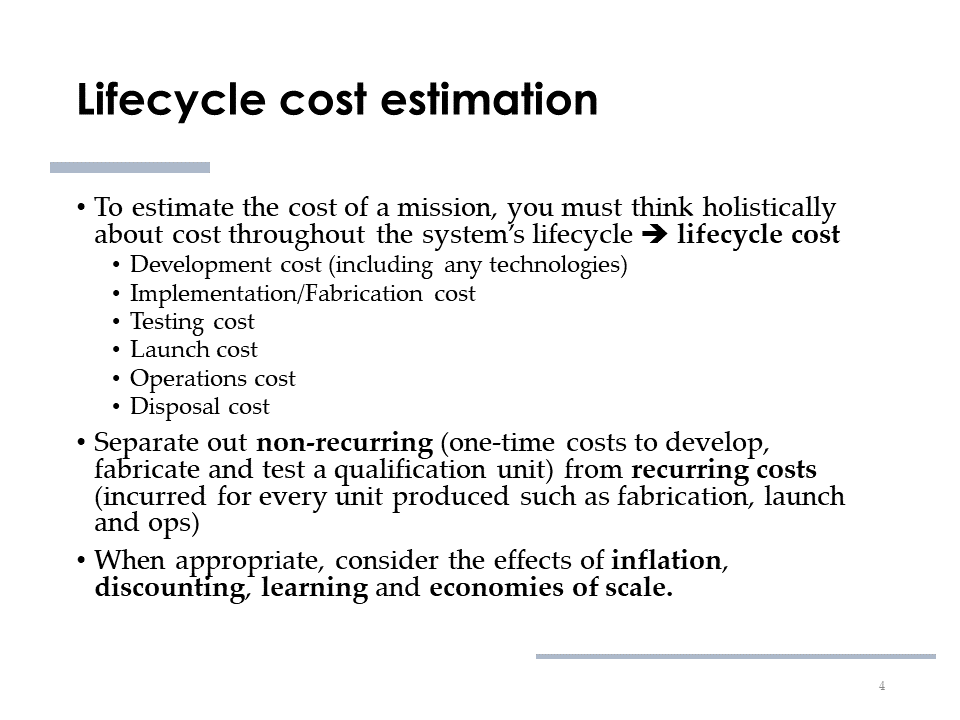 Lifecycle cost estimation
• To estimate the cost of a mission, you must think holistically
about cost throughout the system’s lifecycle ➔ lifecycle cost
• Development cost (including any technologies)
• Implementation/Fabrication cost
• Testing cost
• Launch cost
• Operations cost
• Disposal cost
• Separate out non-recurring (one-time costs to develop,
fabricate and test a qualification unit) from recurring costs
(incurred for every unit produced such as fabrication, launch
and ops)
• When appropriate, consider the effects of inflation,
discounting, learning and economies of scale.
4